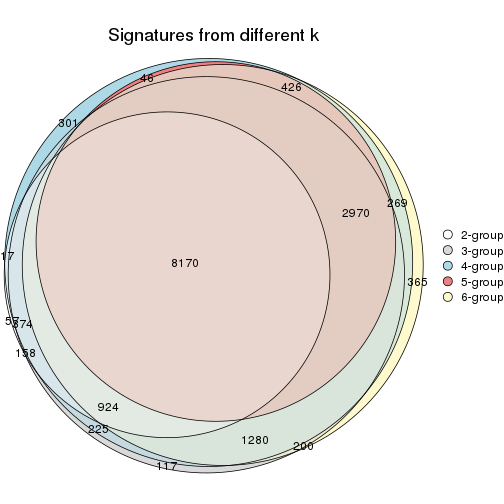 Signatures from different k
46
426
301
269
2970
2-group
3-group
17
8170
4-group
5-group
365
6-group
57
374
158
924
225
1280
200
117